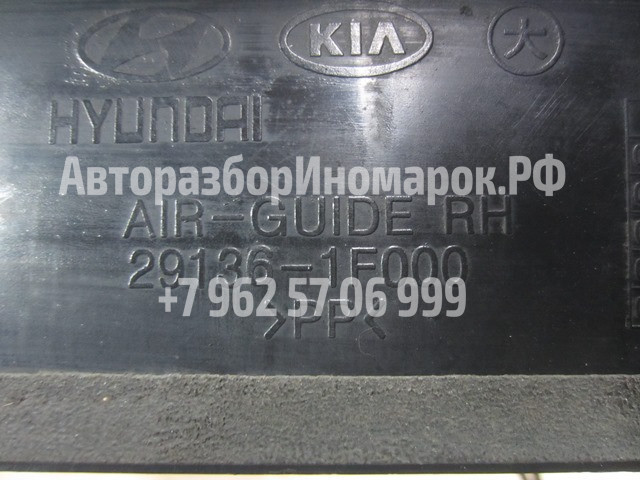 KIA 大
HYUNDAI
АвторазборИномарок.РФ
AIR-GUIDE RH
29136-1F000
+7 962 57 06 999
>PP<